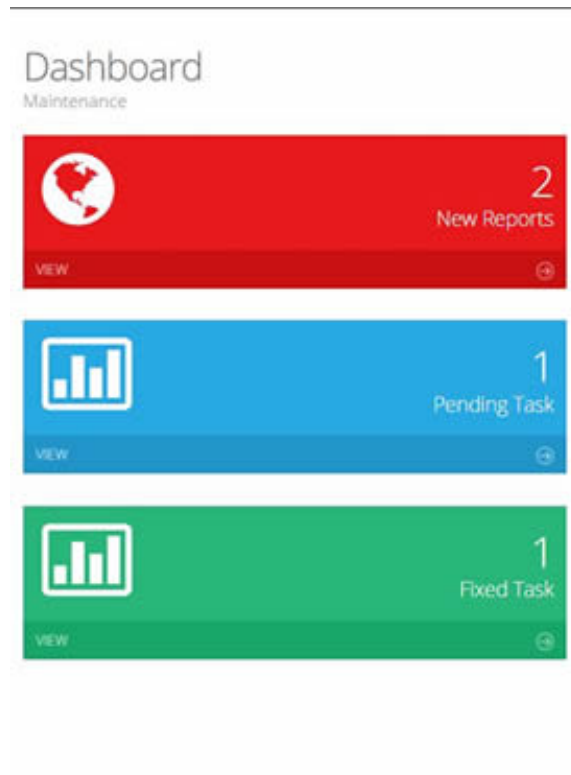 Dashboard
Maintenance
2
New Reports
VIEW
1
Pending Task
VIEW
1
Fixed Task
VIEW